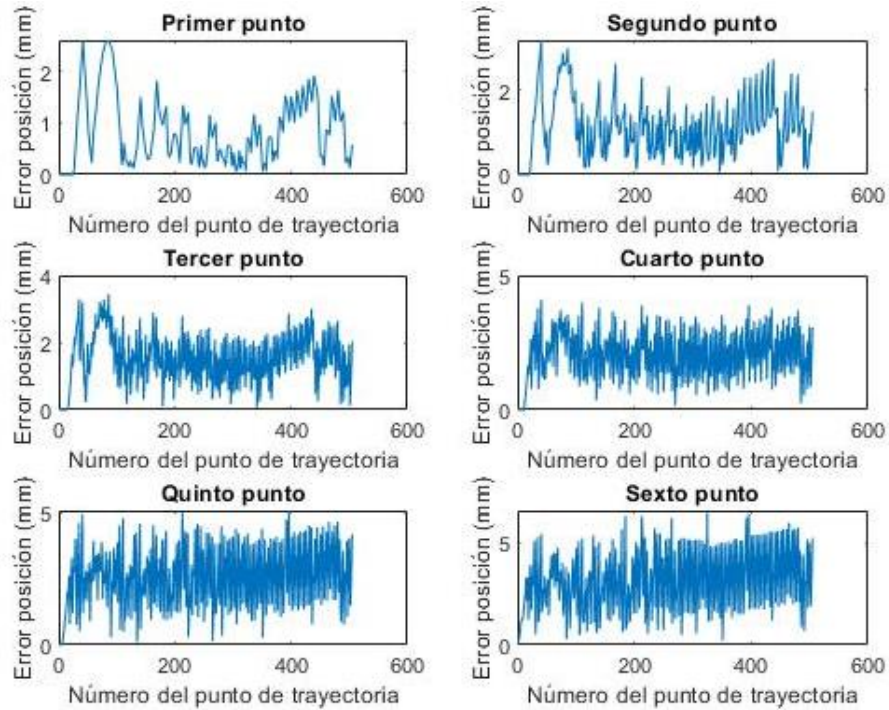 Primer punto
Error posición (mm)
2
1
0
0
200
400
600
Número del punto de trayectoria
Segundo punto
Error posición (mm)
2
0
0
200
400
600
Número del punto de trayectoria
Tercer punto
Error posición (mm)
4
2
0
0
200
400
600
Número del punto de trayectoria
Cuarto punto
Error posición (mm)
5
0
0
200
400
600
Número del punto de trayectoria
Quinto punto
Error posición (mm)
5
0
0
200
400
600
Número del punto de trayectoria
Sexto punto
Error posición (mm)
5
0
0
200
400
600
Número del punto de trayectoria